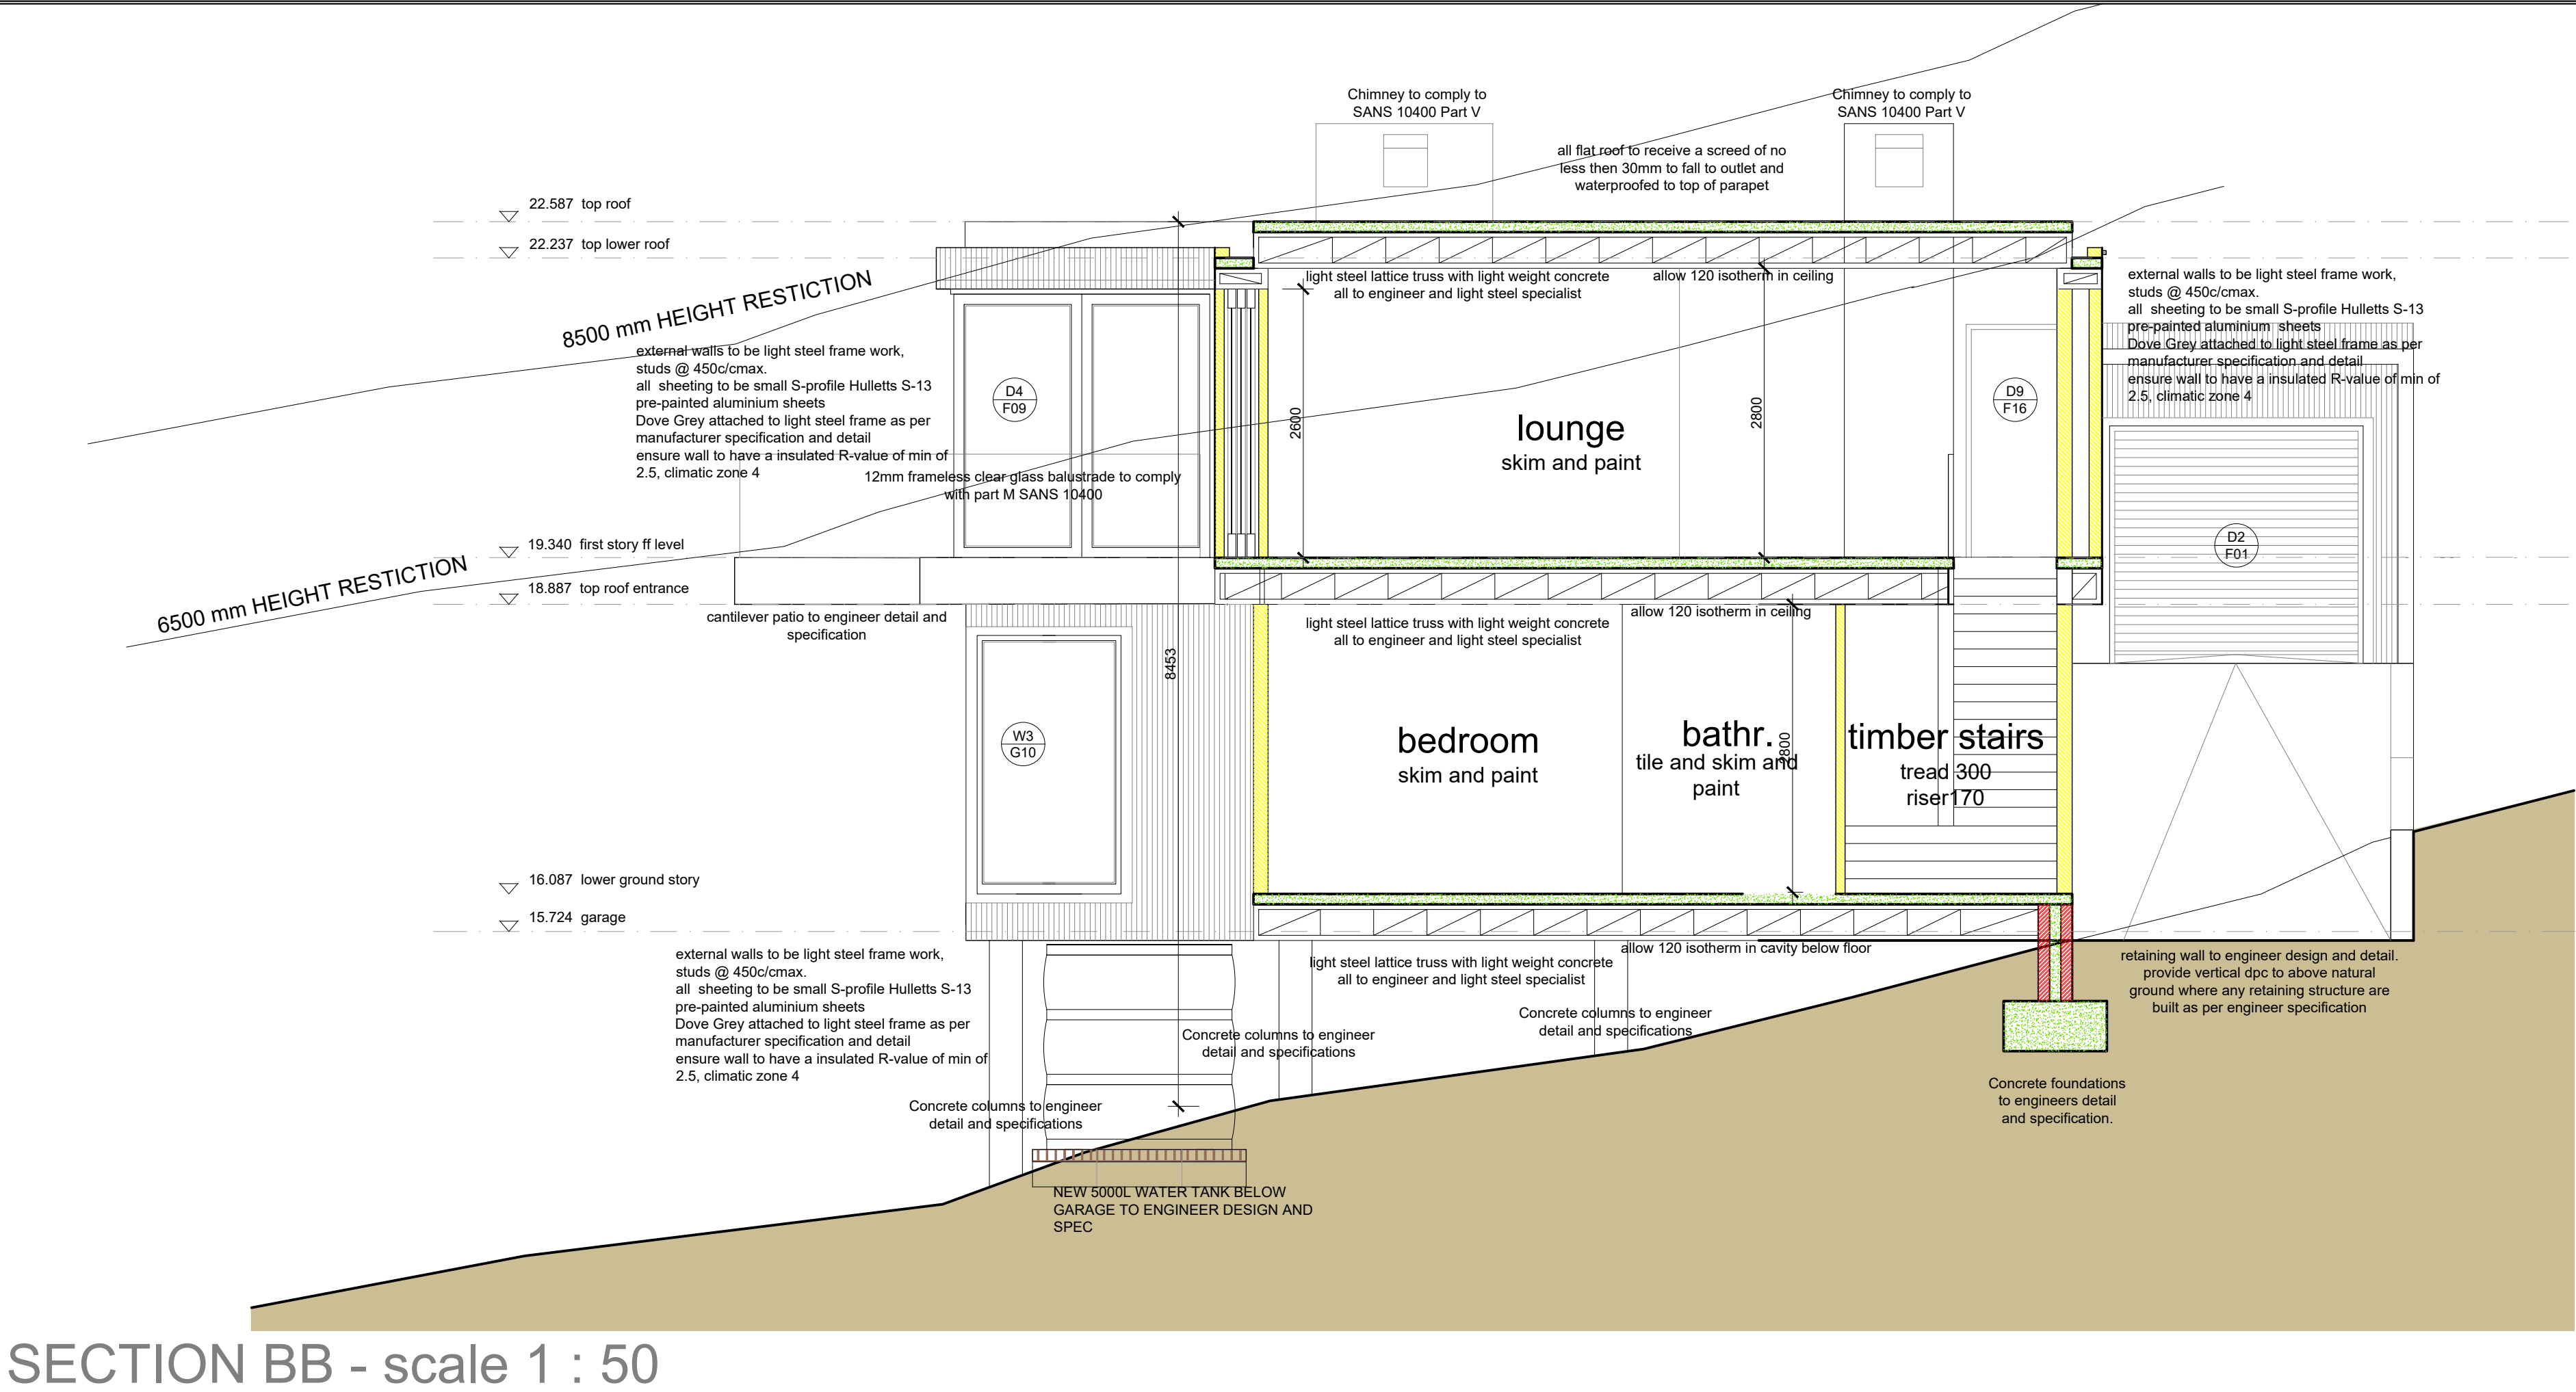 Chimney to comply to
SANS 10400 Part V
Chimney to comply to
SANS 10400 Part V
all flat roof to receive a screed of no
less then 30mm to fall to outlet and
waterproofed to top of parapet
22.587 top roof
22.237 top lower roof
8500 mm HEIGHT RESTICTION
light steel lattice truss with light weight concrete
all to engineer and light steel specialist
allow 120 isotherm in ceiling
external walls to be light steel frame work,
studs @ 450c/cmax.
all sheeting to be small S-profile Hulletts S-13
pre-painted aluminium sheets
Dove Grey attached to light steel frame as per
manufacturer specification and detail
ensure wall to have a insulated R-value of min of
2.5, climatic zone 4
external walls to be light steel frame work,
studs @ 450c/cmax.
all sheeting to be small S-profile Hulletts S-13
pre-painted aluminium sheets
Dove Grey attached to light steel frame as per
manufacturer specification and detail
ensure wall to have a insulated R-value of min of
2.5, climatic zone 4
D4
F09
2600
2800
D9
F16
lounge
skim and paint
12mm frameless clear glass balustrade to comply
with part M SANS 10400
D2
F01
19.340 first story ff level
6500 mm HEIGHT RESTICTION
18.887 top roof entrance
cantilever patio to engineer detail and
specification
light steel lattice truss with light weight concrete
all to engineer and light steel specialist
allow 120 isotherm in ceiling
8453
W3
G10
bedroom
skim and paint
bathr.
tile and skim and
paint
2800
timber stairs
tread 300
riser170
16.087 lower ground story
15.724 garage
external walls to be light steel frame work,
studs @ 450c/cmax.
all sheeting to be small S-profile Hulletts S-13
pre-painted aluminium sheets
Dove Grey attached to light steel frame as per
manufacturer specification and detail
ensure wall to have a insulated R-value of min of
2.5, climatic zone 4
light steel lattice truss with light weight concrete
all to engineer and light steel specialist
allow 120 isotherm in cavity below floor
retaining wall to engineer design and detail.
provide vertical dpc to above natural
ground where any retaining structure are
built as per engineer specification
Concrete columns to engineer
detail and specifications
Concrete columns to engineer
detail and specifications
Concrete columns to engineer
detail and specifications
Concrete foundations
to engineers detail
and specification.
NEW 5000L WATER TANK BELOW
GARAGE TO ENGINEER DESIGN AND
SPEC
SECTION BB - scale 1 : 50